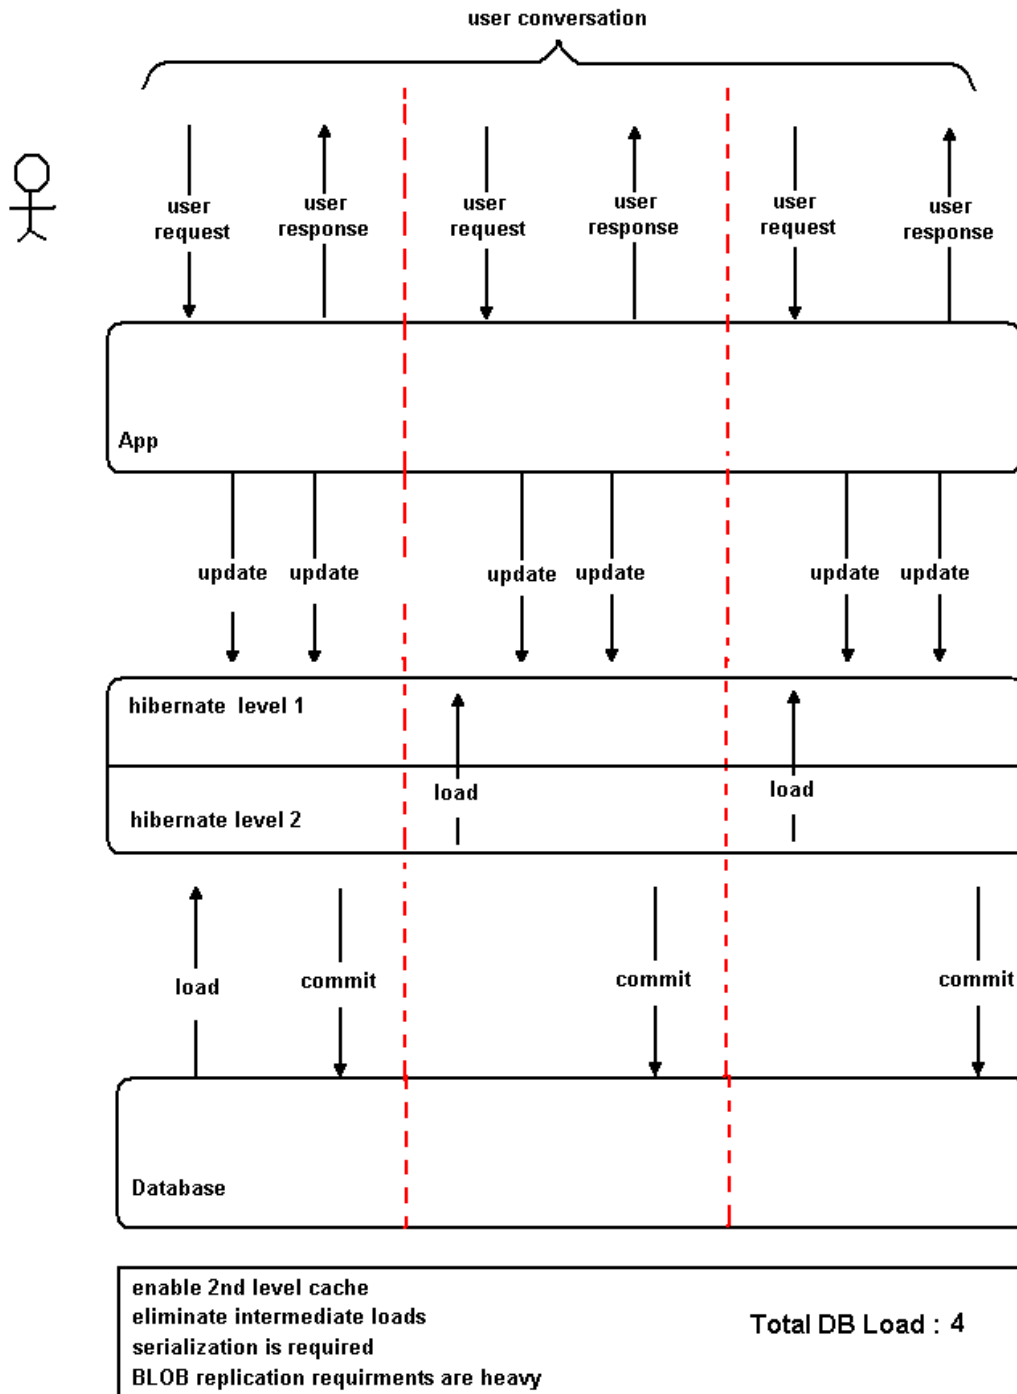 user conversation
user
request
user
response
user
request
user
response
user
request
user
response
App
update
update
update
update
update
update
hibernate level 1
load
load
hibernate level 2
load
commit
commit
commit
Database
enable 2nd level cache
eliminate intermediate loads
serialization is required
BLOB replication requirments are heavy
Total DB Load : 4